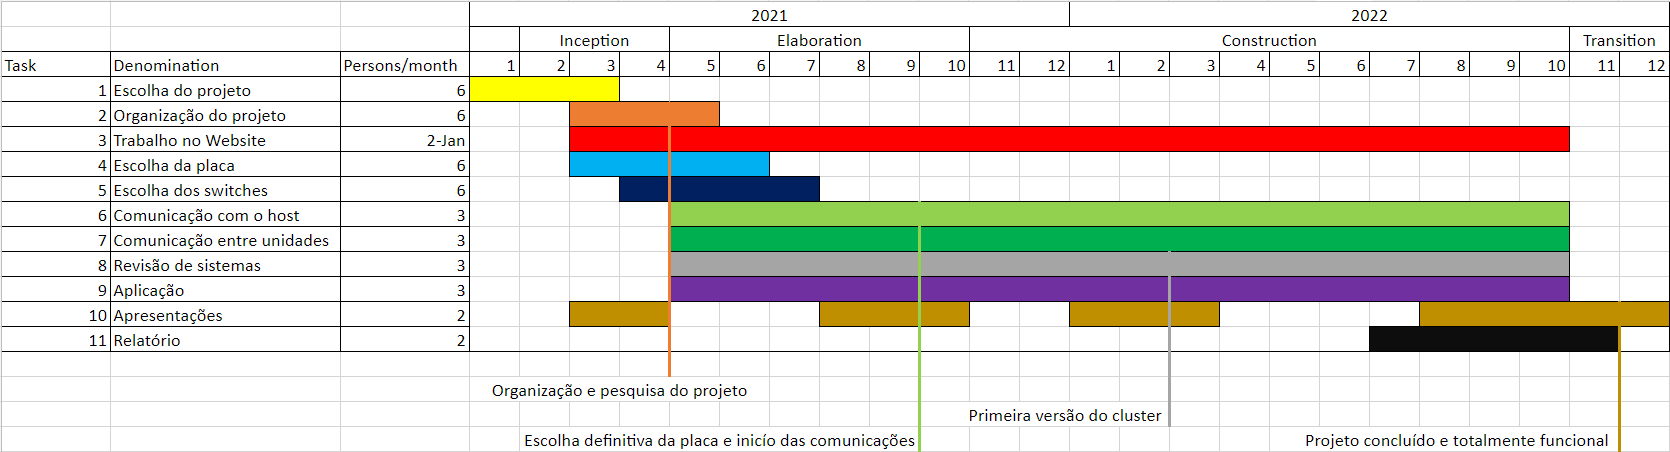 2021 2022
Inception Elaboration Construction Transition
Task Denomination Persons/month 1 2 3 4 5 6 7 8 9 10 11 12 1 2 3 4 5 6 7 8 9 10 11 12
1 Escolha do projeto 6
2 Organização do projeto 6
3 Trabalho no Website 2-Jan
4 Escolha da placa 6
5 Escolha dos switches 6
6 Comunicação com o host 3
7 Comunicação entre unidades 3
8 Revisão de sistemas 3
9 Aplicação 3
10 Apresentações 2
11 Relatório 2
Organização e pesquisa do projeto
Primeira versão do cluster
Escolha definitiva da placa e inicío das comunicações Projeto concluído e totalmente funcional